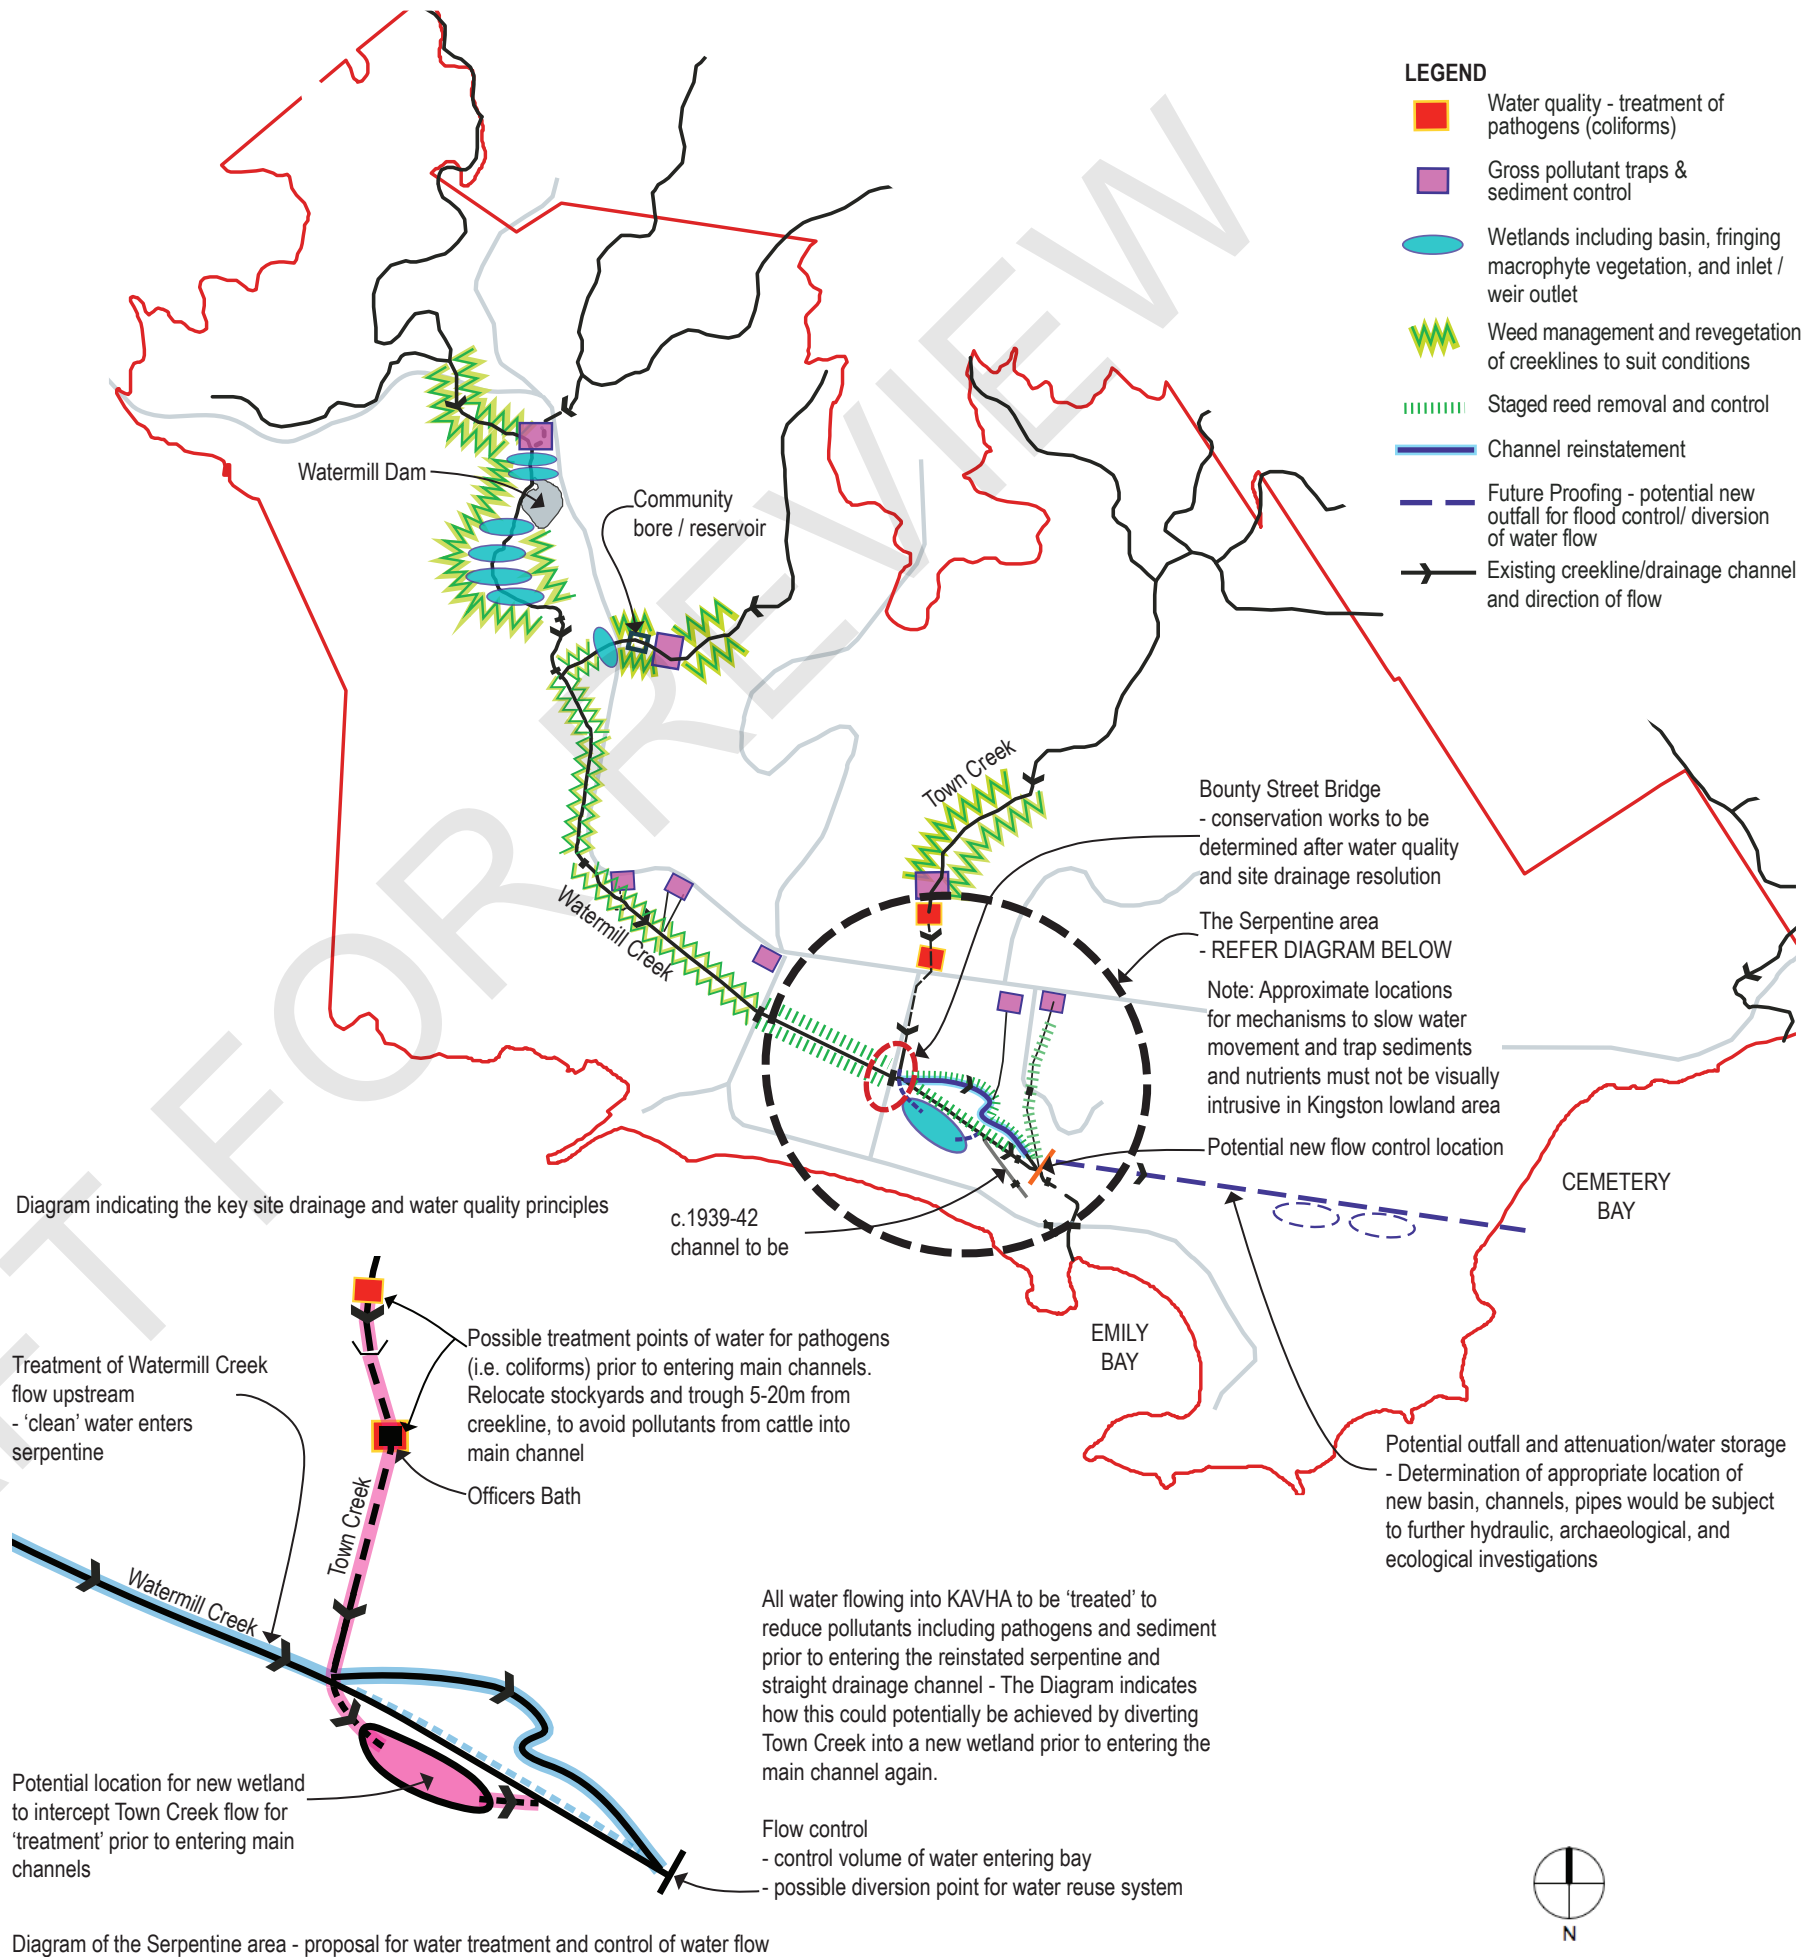 LEGEND
Water quality - treatment of
pathogens (coliforms)
Gross pollutant traps &
sediment control
Wetlands including basin, fringing
macrophyte vegetation, and inlet /
weir outlet
Weed management and revegetation
of creeklines to suit conditions
Staged reed removal and control
Channel reinstatement
Future Proofing - potential new
outfall for flood control/ diversion
of water flow
Existing creekline/drainage channel
and direction of flow
Watermill Dam
Community
bore / reservoir
Town Creek
Watermill Creek
Bounty Street Bridge
- conservation works to be
determined after water quality
and site drainage resolution
The Serpentine area
- REFER DIAGRAM BELOW
Note: Approximate locations
for mechanisms to slow water
movement and trap sediments
and nutrients must not be visually
intrusive in Kingston lowland area
Potential new flow control location
CEMETERY
BAY
c.1939-42
channel to be
EMILY
BAY
Potential outfall and attenuation/water storage
- Determination of appropriate location of
new basin, channels, pipes would be subject
to further hydraulic, archaeological, and
ecological investigations
Diagram indicating the key site drainage and water quality principles
Treatment of Watermill Creek
flow upstream
- ‘clean’ water enters
serpentine
Possible treatment points of water for pathogens
(i.e. coliforms) prior to entering main channels.
Relocate stockyards and trough 5-20m from
creekline, to avoid pollutants from cattle into
main channel
Officers Bath
Town Creek
Watermill Creek
Potential location for new wetland
to intercept Town Creek flow for
‘treatment’ prior to entering main
channels
All water flowing into KAVHA to be ‘treated’ to
reduce pollutants including pathogens and sediment
prior to entering the reinstated serpentine and
straight drainage channel - The Diagram indicates
how this could potentially be achieved by diverting
Town Creek into a new wetland prior to entering the
main channel again.
Flow control
- control volume of water entering bay
- possible diversion point for water reuse system
N
Diagram of the Serpentine area - proposal for water treatment and control of water flow
FT FOR REVIEW